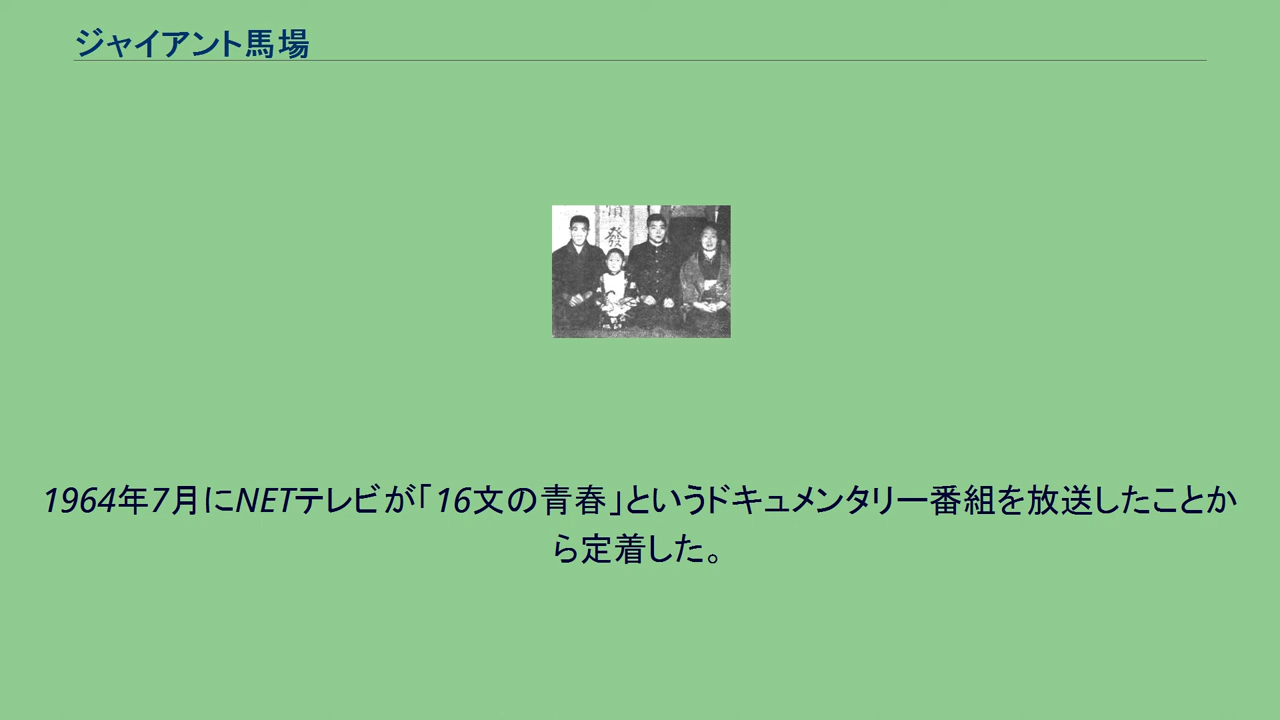 ジャイアント馬場
發
1964年7月にNETテレビが「16文の青春」というドキュメンタリー番組を放送したことか
ら定着した。